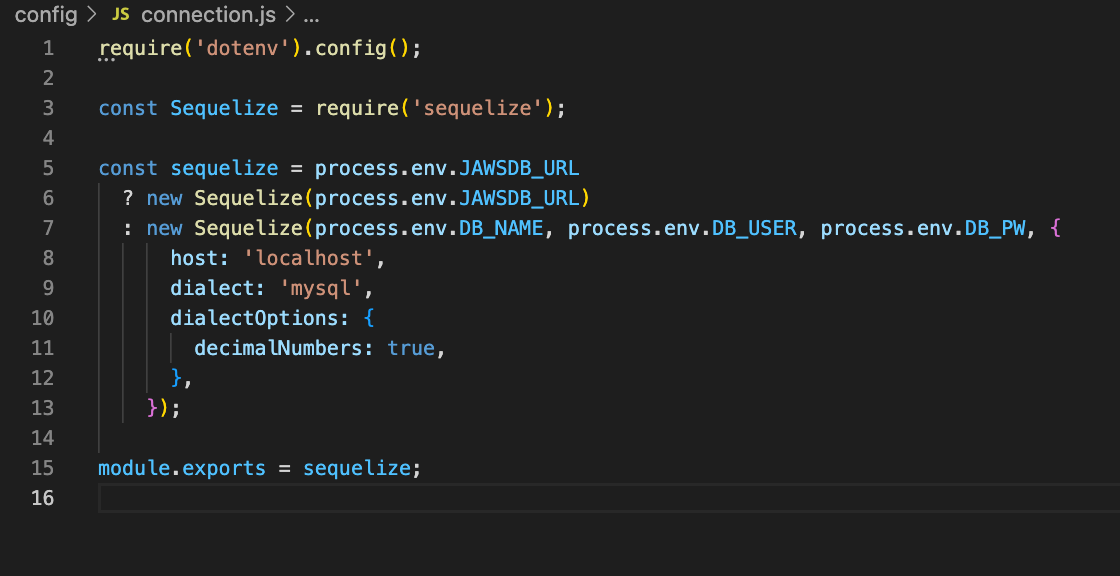 config > JS connection.js > ...
1 require('dotenv').config();
2
3 const Sequelize = require('sequelize');
4
5 const sequelize = process.env.JAWSDB_URL
6 ? new Sequelize(process.env.JAWSDB_URL)
7 : new Sequelize(process.env.DB_NAME, process.env.DB_USER, process.env.DB_PW, {
8 host: 'localhost',
9 dialect: 'mysql',
10 dialectOptions: {
11 decimalNumbers: true,
12 },
13 });
14
15 module.exports = sequelize;
16